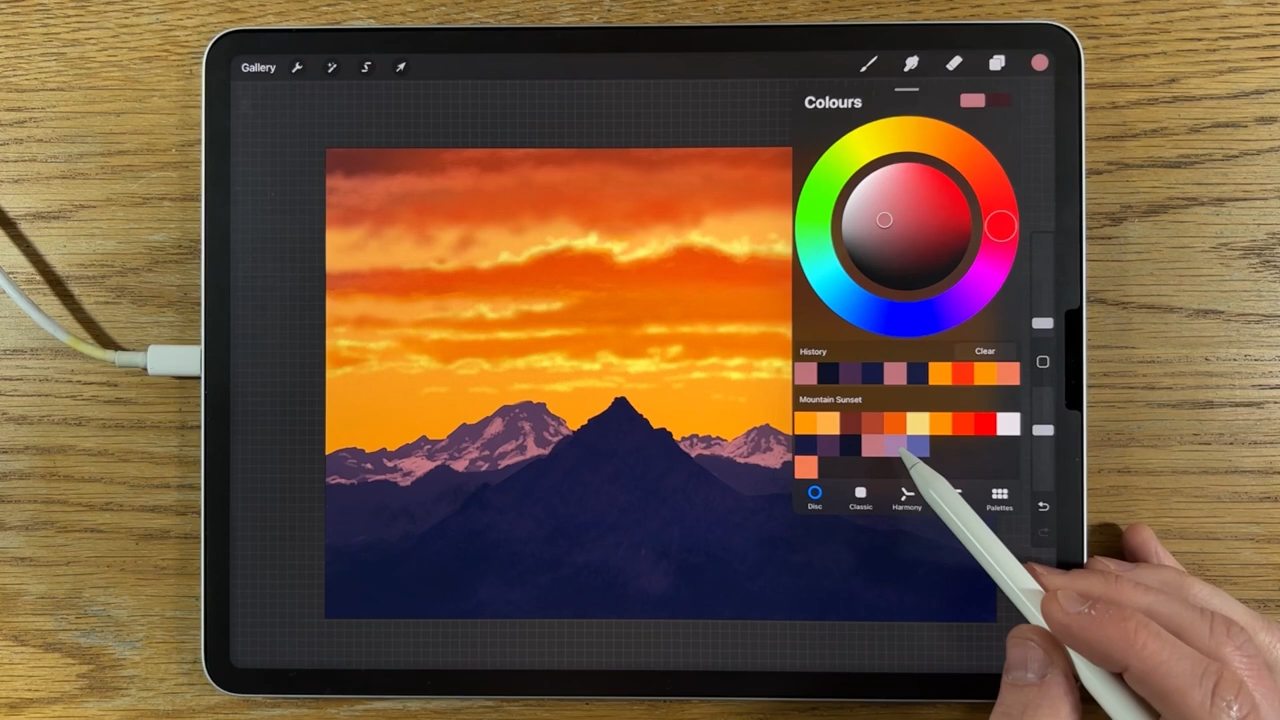 Gallery
Colours
History
Clear
Mountain Sunset
Disc
Classic
Harmony
Palettes